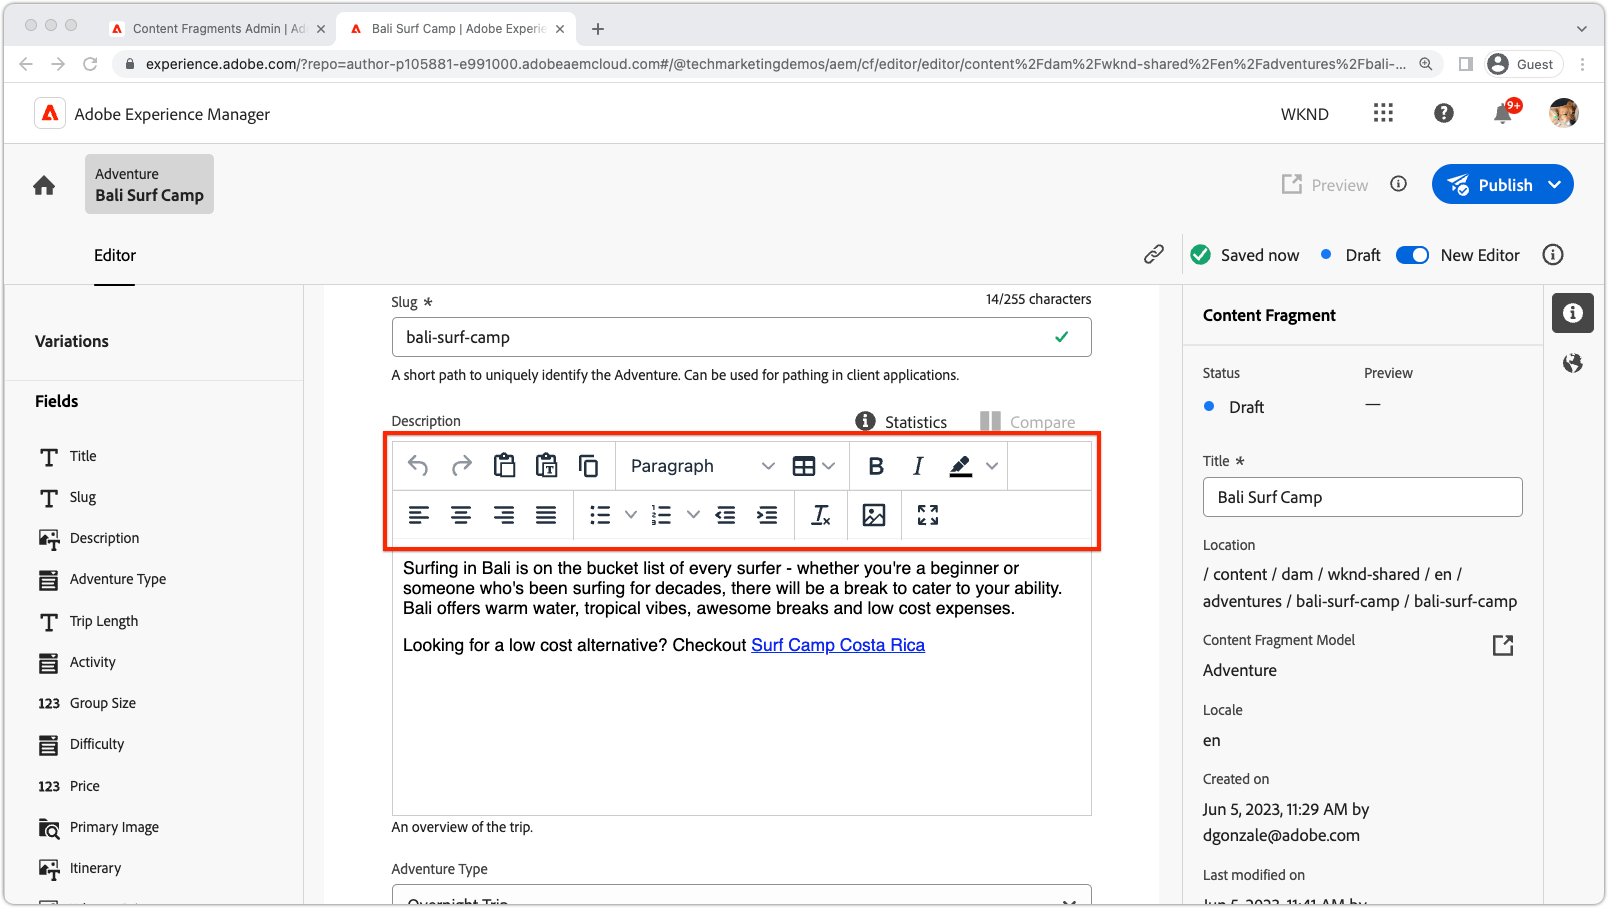 Content Fragments Admin | Ad
Bali Surf Camp | Adobe Experie
experience.adobe.com/?repo=author-p105881-e991000.adobeaemcloud.com#/@techmarketingdemos/aem/cf/editor/editor/content%2Fdam%2Fwknd-shared%2Fen%2Fadventures%2Fbali-...
Guest
Adobe Experience Manager
WKND
9+
Adventure
Bali Surf Camp
Preview
Publish
Editor
Saved now
Draft
New Editor
Variations
Fields
Title
Slug
Description
Adventure Type
Trip Length
Activity
123 Group Size
Difficulty
123 Price
Primary Image
Itinerary
Slug *
14/255 characters
bali-surf-camp
A short path to uniquely identify the Adventure. Can be used for pathing in client applications.
Description
Statistics
Compare
Paragraph
B I
Surfing in Bali is on the bucket list of every surfer - whether you're a beginner or
someone who's been surfing for decades, there will be a break to cater to your ability.
Bali offers warm water, tropical vibes, awesome breaks and low cost expenses.
Looking for a low cost alternative? Checkout Surf Camp Costa Rica
An overview of the trip.
Adventure Type
Overnight Trip
Content Fragment
Status
Preview
Draft
—
Title *
Bali Surf Camp
Location
/ content / dam / wknd-shared / en /
adventures / bali-surf-camp / bali-surf-camp
Content Fragment Model
Adventure
Locale
en
Created on
Jun 5, 2023, 11:29 AM by
dgonzale@adobe.com
Last modified on
Jun 5, 2023, 11:41 AM by